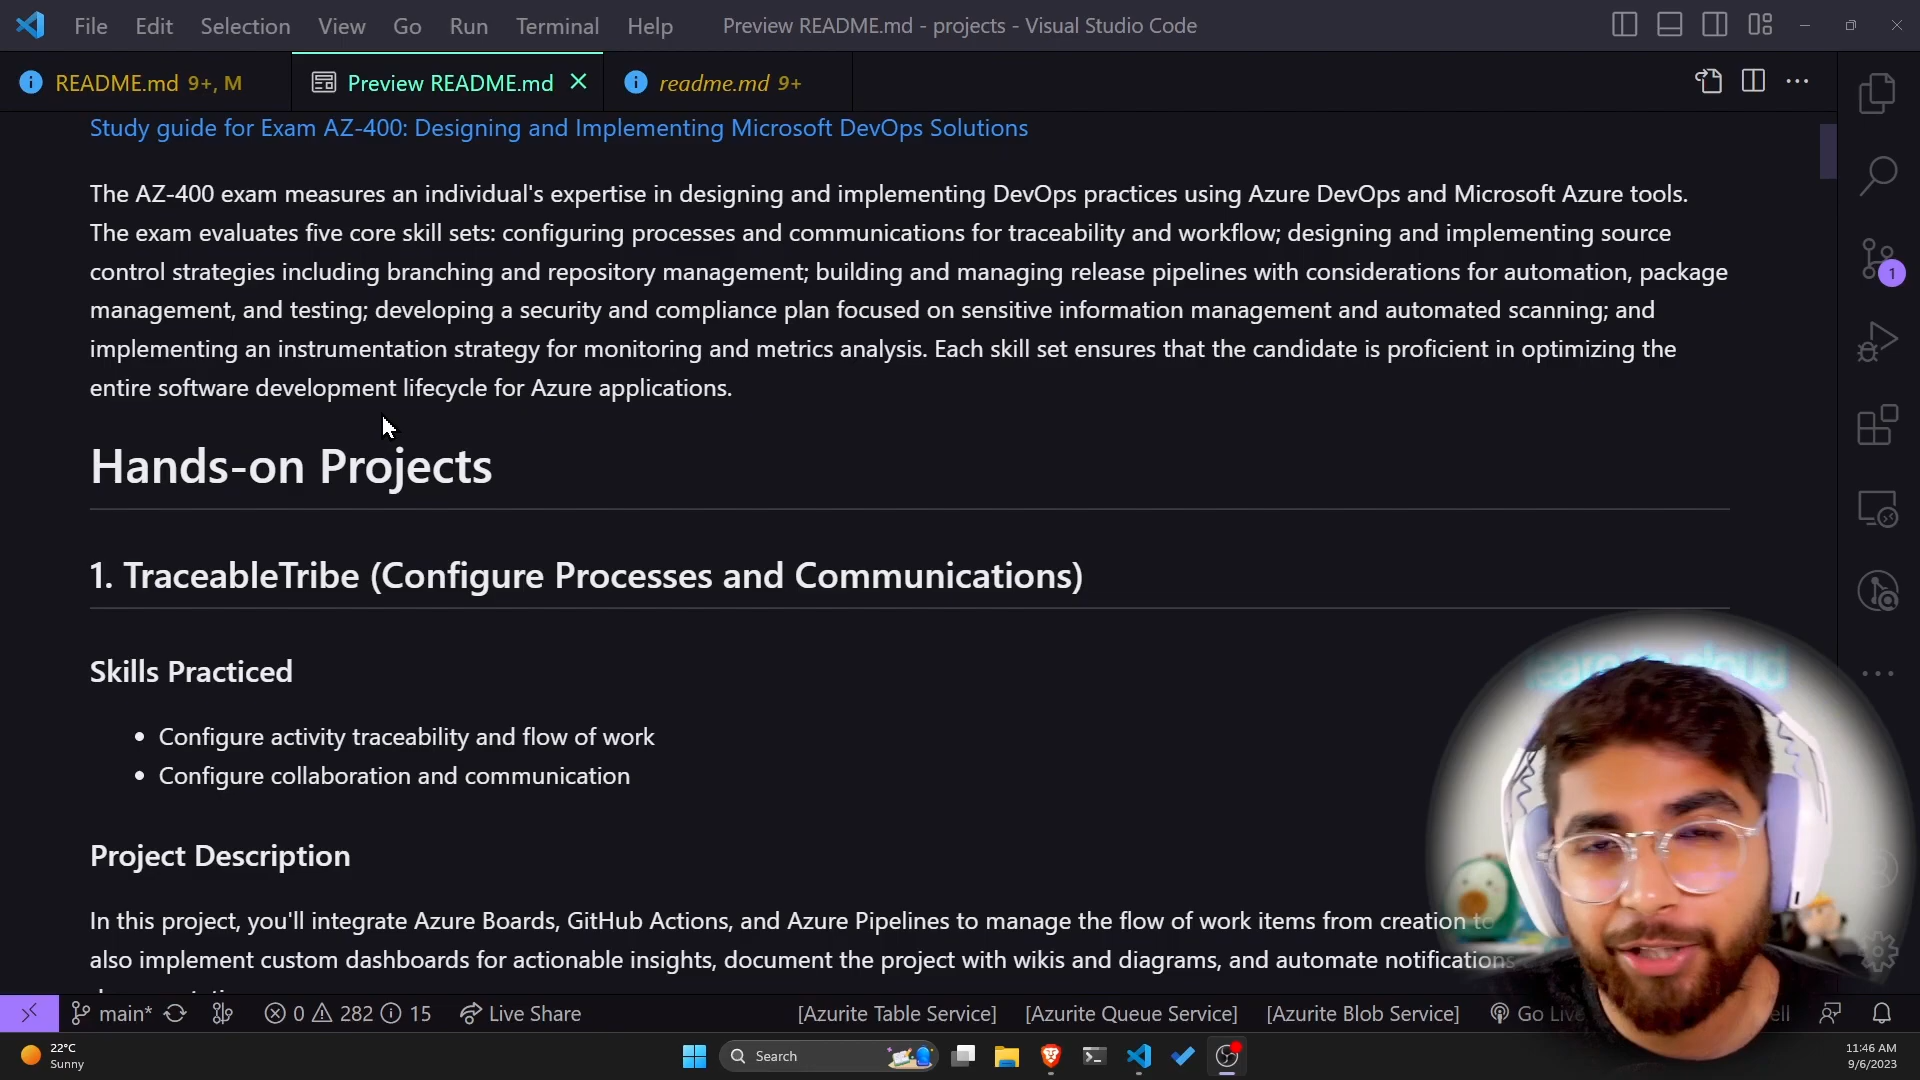 File Edit Selection View Go Run Terminal Help Preview README.md - projects - Visual Studio Code
README.md 9+, M Preview README.md readme.md 9+
Study guide for Exam AZ-400: Designing and Implementing Microsoft DevOps Solutions
The AZ-400 exam measures an individual's expertise in designing and implementing DevOps practices using Azure DevOps and Microsoft Azure tools.
The exam evaluates five core skill sets: configuring processes and communications for traceability and workflow; designing and implementing source
control strategies including branching and repository management; building and managing release pipelines with considerations for automation, package
management, and testing; developing a security and compliance plan focused on sensitive information management and automated scanning; and
implementing an instrumentation strategy for monitoring and metrics analysis. Each skill set ensures that the candidate is proficient in optimizing the
entire software development lifecycle for Azure applications.
1
Hands-on Projects
1. TraceableTribe (Configure Processes and Communications)
Skills Practiced
• Configure activity traceability and flow of work
• Configure collaboration and communication
Project Description
In this project, you'll integrate Azure Boards, GitHub Actions, and Azure Pipelines to manage the flow of work items from creation to
also implement custom dashboards for actionable insights, document the project with wikis and diagrams, and automate notifications
main* 0 282 15 Live Share [Azurite Table Service] [Azurite Queue Service] [Azurite Blob Service] Go Live
22°C
Sunny
Search
11:46 AM
9/6/2023